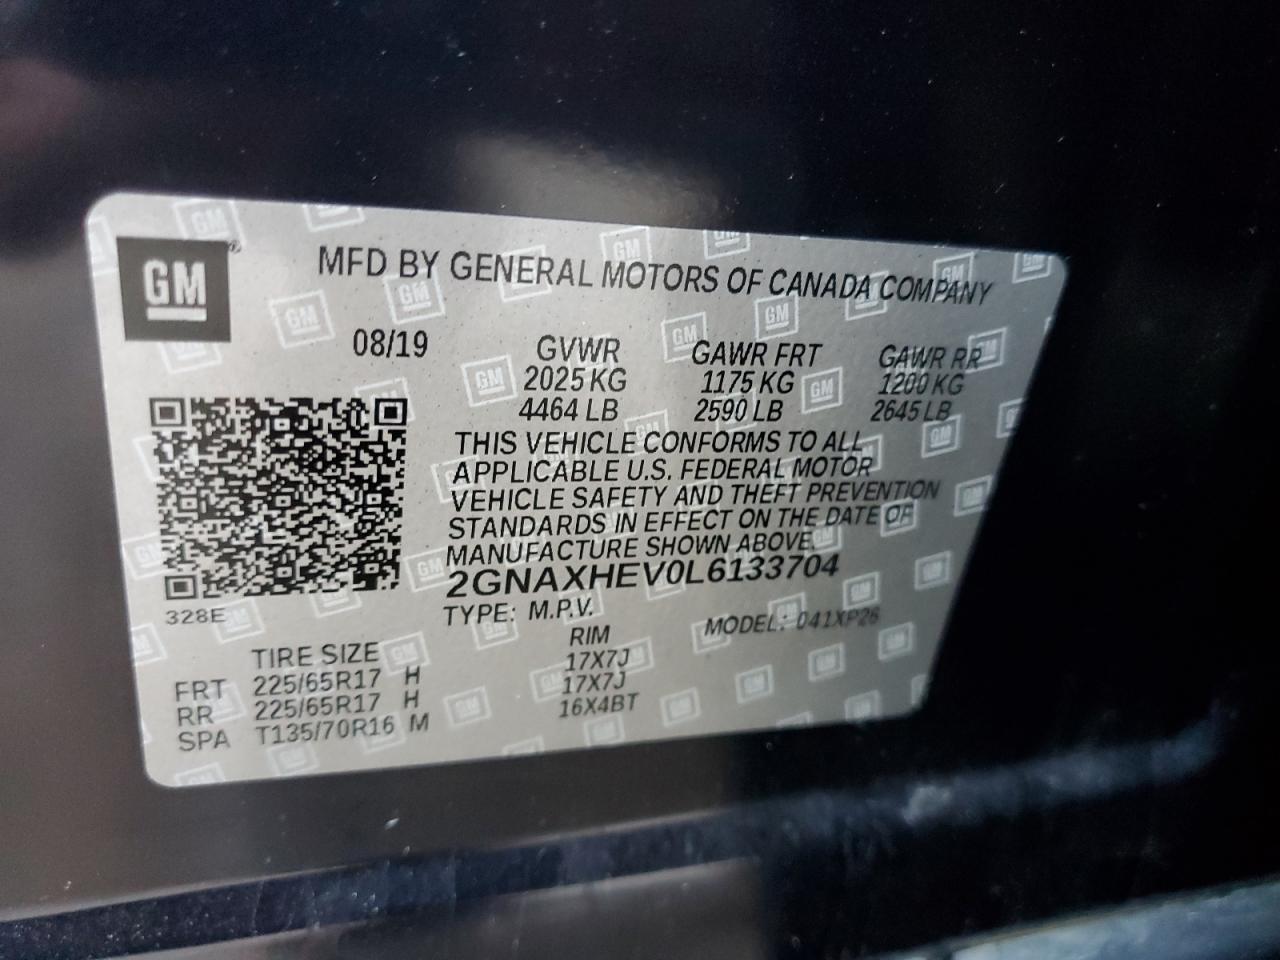 GM®
MFD BY GENERAL MOTORS OF CANADA COMPANY
08/19 GVWR GAWR FRT GAWR RR
2025 KG 1175 KG 1200 KG
4464 LB 2590 LB 2645 LB
THIS VEHICLE CONFORMS TO ALL
APPLICABLE U.S. FEDERAL MOTOR
VEHICLE SAFETY AND THEFT PREVENTION
STANDARDS IN EFFECT ON THE DATE OF
MANUFACTURE SHOWN ABOVE.
2GNAXHEV0L6133704
328E
TYPE: M.P.V. MODEL: 041XP26
TIRE SIZE RIM
FRT 225/65R17 H 17X7J
RR 225/65R17 H 17X7J
SPA T135/70R16 M 16X4BT